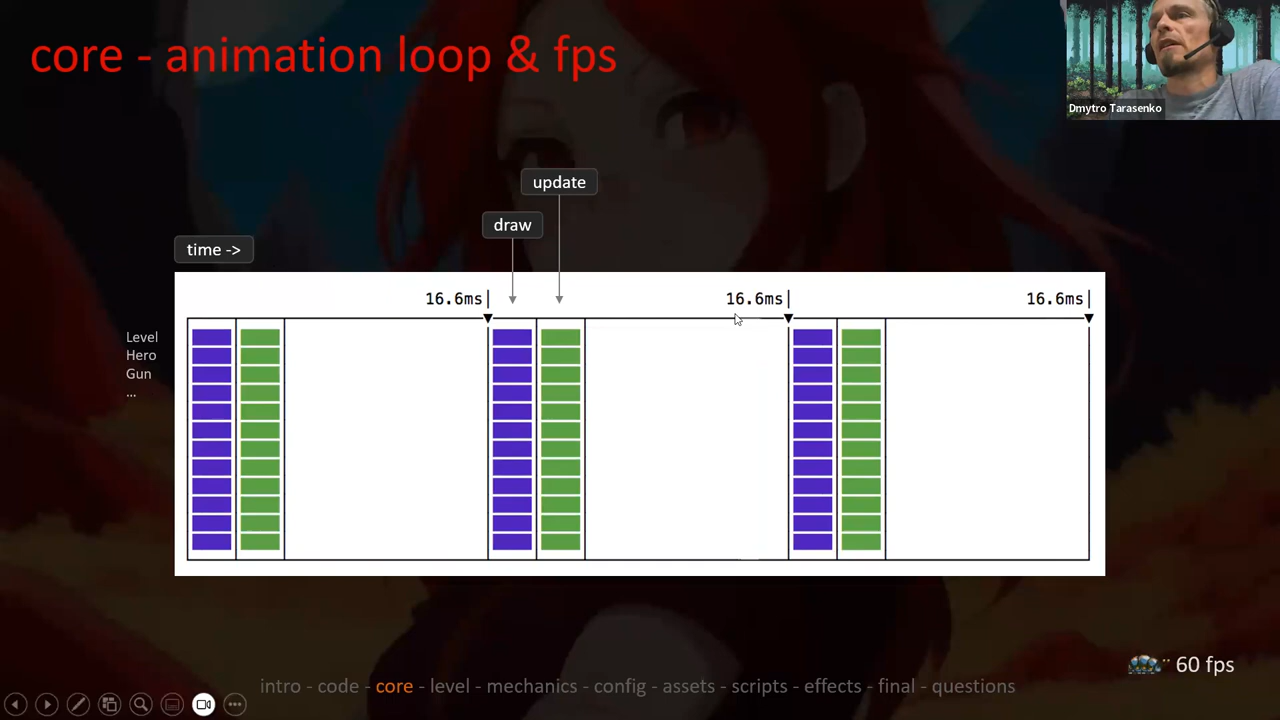 core - animation loop & fps
Dmytro Tarasenko
update
draw
time ->
16.6ms|
16.6ms|
16.6ms|
Level
Hero
Gun
...
60 fps
intro - code - core - level - mechanics - config - assets - scripts - effects - final - questions